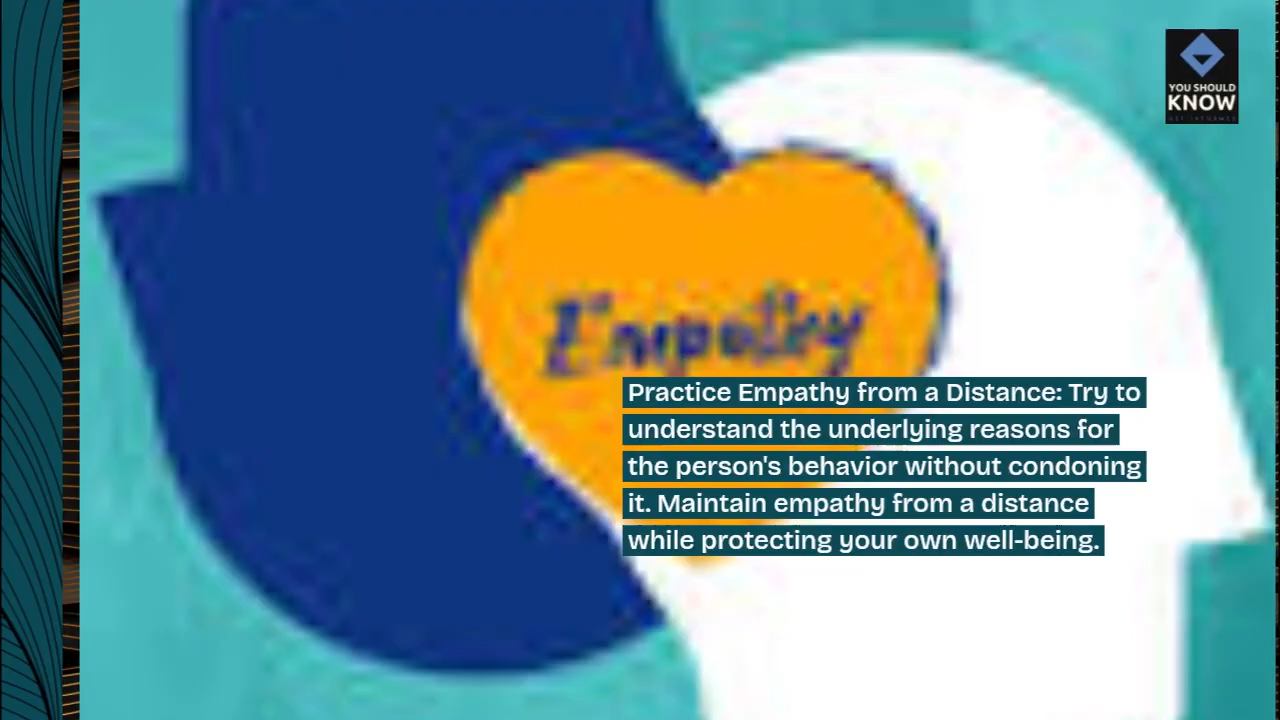 YOU SHOULD
KNOW
Empathy
Practice Empathy from a Distance: Try to
understand the underlying reasons for
the person's behavior without condoning
it. Maintain empathy from a distance
while protecting your own well-being.